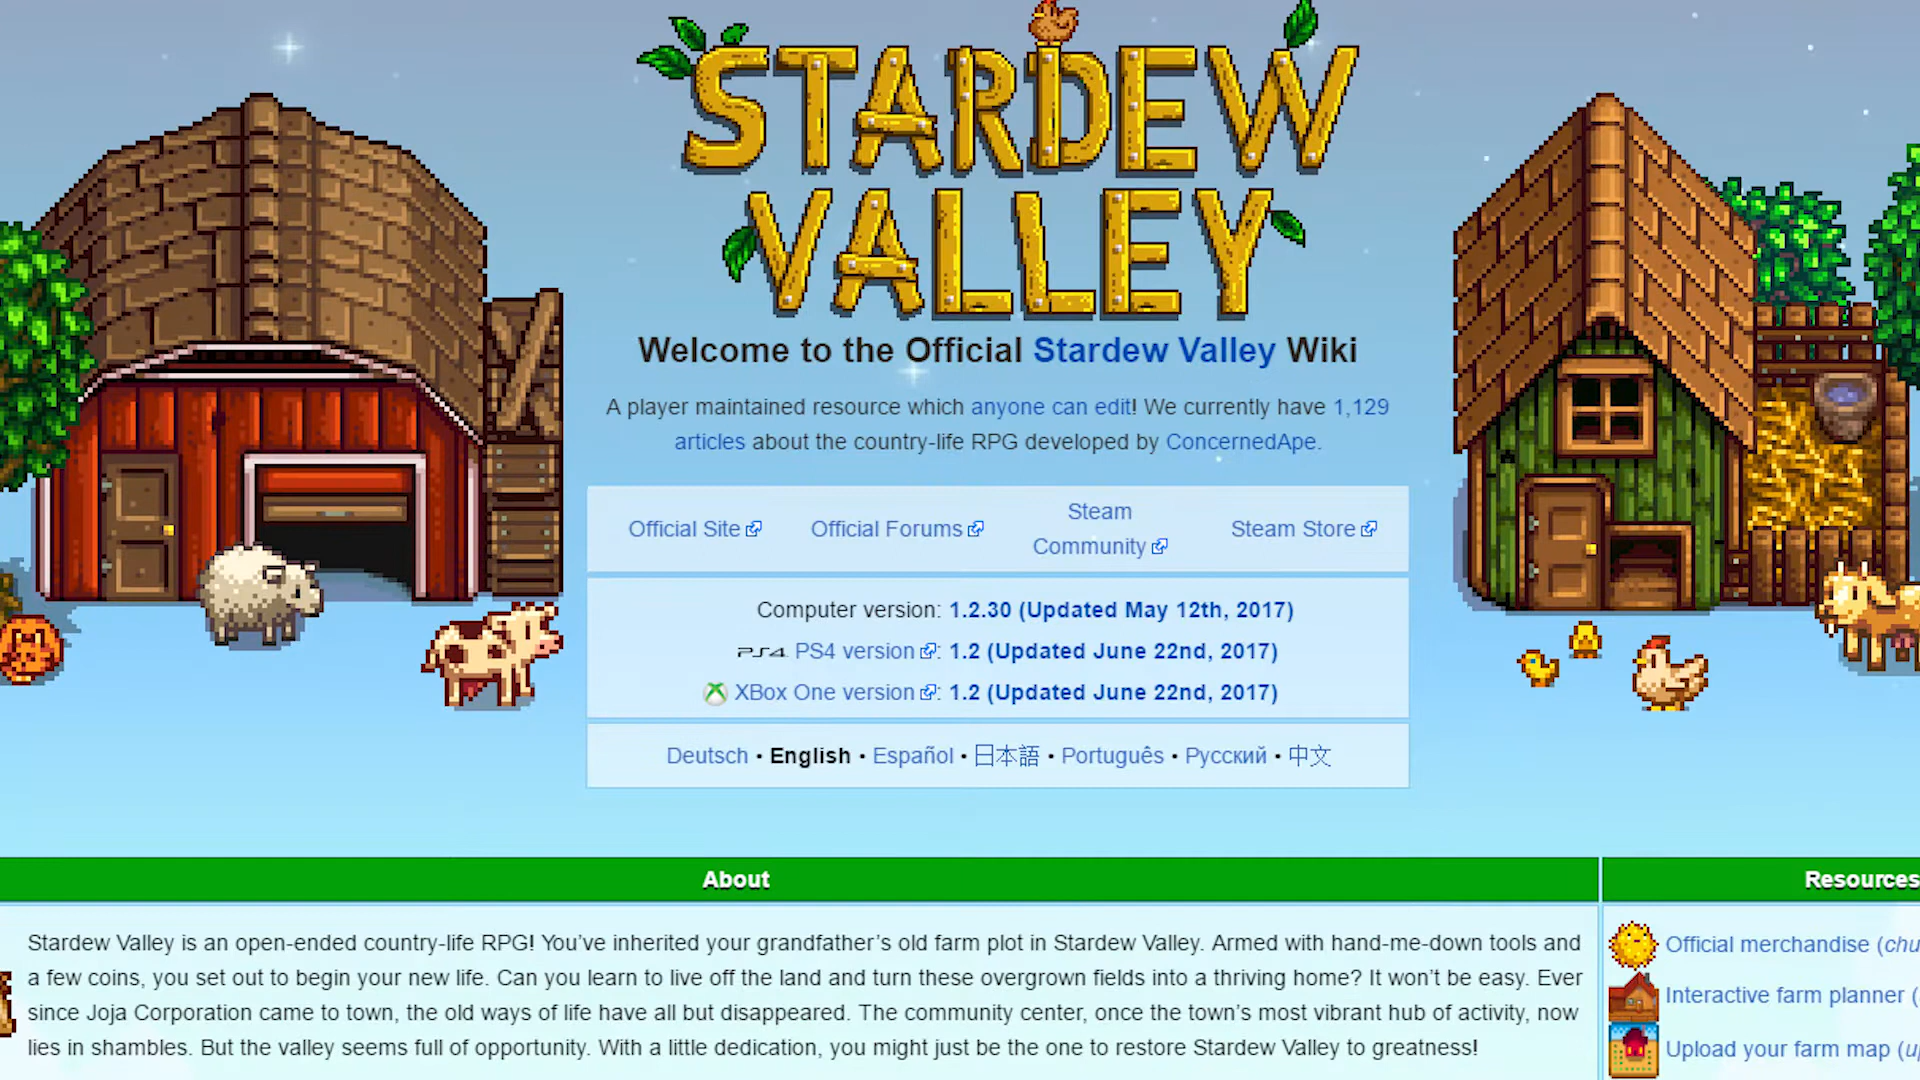 STARDEW
VALLEY
Welcome to the Official Stardew Valley Wiki
A player maintained resource which anyone can edit! We currently have 1,129
articles about the country-life RPG developed by ConcernedApe.
Official Site
Official Forums
Steam
Community
Steam Store
Computer version: 1.2.30 (Updated May 12th, 2017)
PS4 PS4 version: 1.2 (Updated June 22nd, 2017)
XBox One version: 1.2 (Updated June 22nd, 2017)
Deutsch • English • Español • 日本語 • Português • Русский • 中文
About
Stardew Valley is an open-ended country-life RPG! You’ve inherited your grandfather’s old farm plot in Stardew Valley. Armed with hand-me-down tools and
a few coins, you set out to begin your new life. Can you learn to live off the land and turn these overgrown fields into a thriving home? It won’t be easy. Ever
since Joja Corporation came to town, the old ways of life have all but disappeared. The community center, once the town’s most vibrant hub of activity, now
lies in shambles. But the valley seems full of opportunity. With a little dedication, you might just be the one to restore Stardew Valley to greatness!
Resources
Official merchandise (
Interactive farm planner (
Upload your farm map (